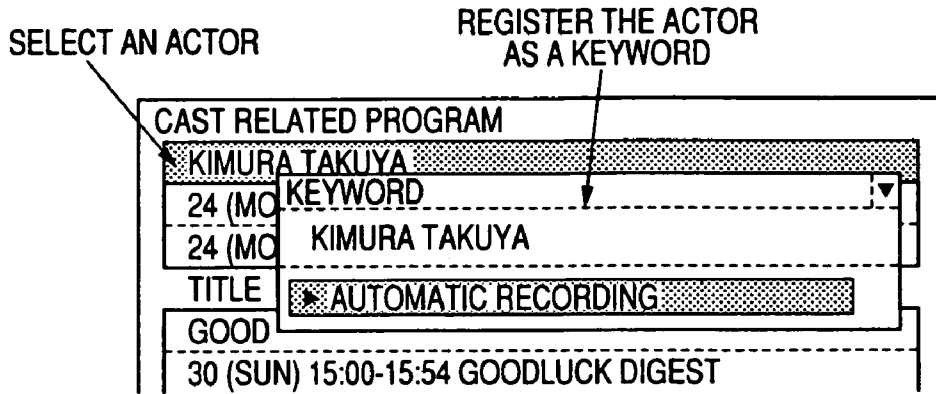 SELECT AN ACTOR
REGISTER THE ACTOR
AS A KEYWORD
CAST RELATED PROGRAM
KIMURA TAKUYA
KEYWORD
24 (MO
KIMURA TAKUYA
24 (MO
TITLE
AUTOMATIC RECORDING
GOOD
30 (SUN) 15:00-15:54 GOODLUCK DIGEST